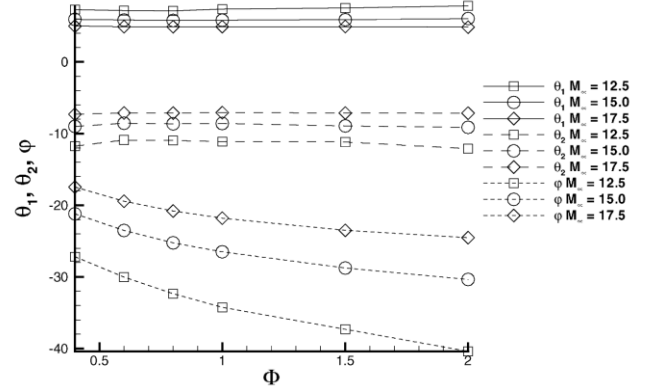 0
-10
-20
-30
-40
0.5
1
1.5
2
Φ
θ₁, θ₂, φ
θ₁ M∞ = 12.5
θ₁ M∞ = 15.0
θ₁ M∞ = 17.5
θ₂ M∞ = 12.5
θ₂ M∞ = 15.0
θ₂ M∞ = 17.5
φ M∞ = 12.5
φ M∞ = 15.0
φ M∞ = 17.5